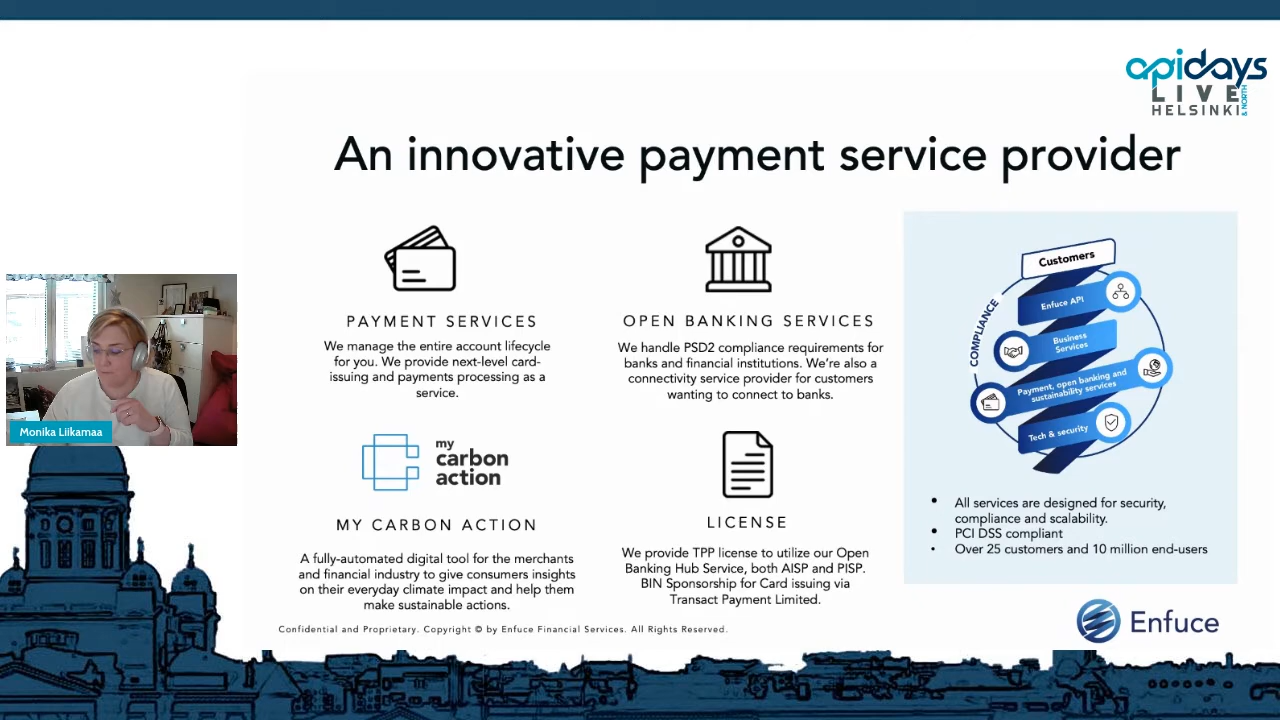 apidays
LIVE
HELSINKI
& NORTH
An innovative payment service provider
PAYMENT SERVICES
We manage the entire account lifecycle
for you. We provide next-level card-
issuing and payments processing as a
service.
OPEN BANKING SERVICES
We handle PSD2 compliance requirements for
banks and financial institutions. We're also a
connectivity service provider for customers
wanting to connect to banks.
my
carbon
action
MY CARBON ACTION
A fully-automated digital tool for the merchants
and financial industry to give consumers insights
on their everyday climate impact and help them
make sustainable actions.
LICENSE
We provide TPP license to utilize our Open
Banking Hub Service, both AISP and PISP.
BIN Sponsorship for Card issuing via
Transact Payment Limited.
Customers
COMPLIANCE
Enfuce API
Business
Services
Payment, open banking and
sustainability services
Tech & security
• All services are designed for security,
compliance and scalability.
• PCI DSS compliant
• Over 25 customers and 10 million end-users
Monika Liikamaa
Confidential and Proprietary. Copyright © by Enfuce Financial Services. All Rights Reserved.
Enfuce